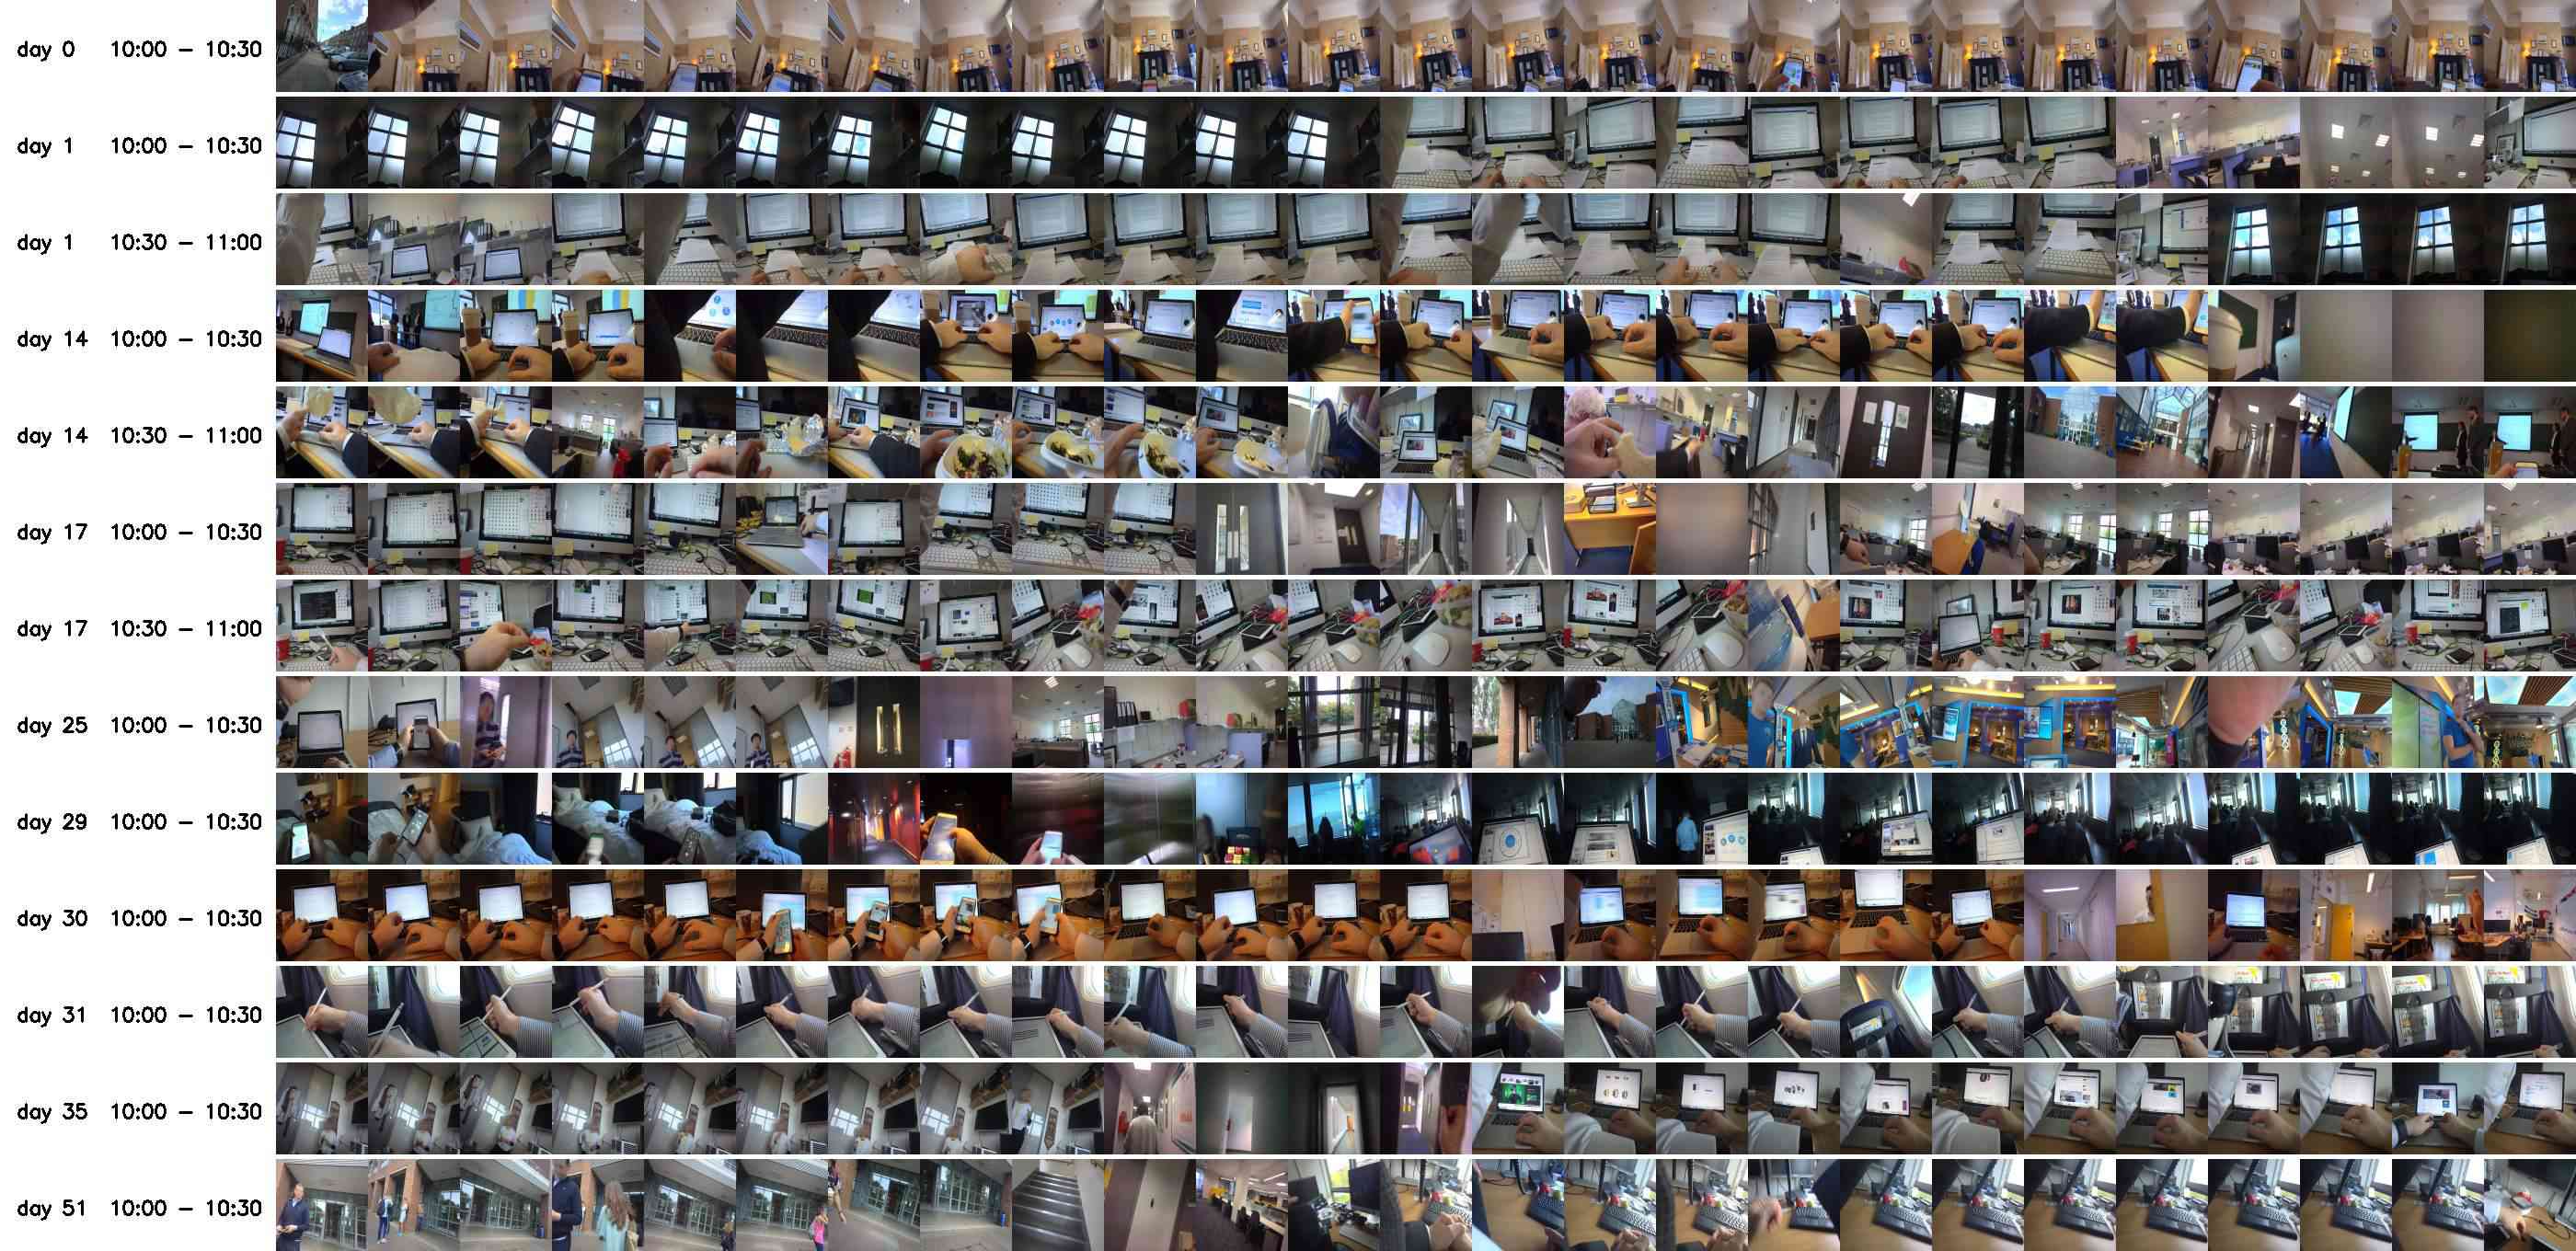 day 0 10:00 – 10:30
day 1 10:00 – 10:30
day 1 10:30 – 11:00
day 14 10:00 – 10:30
day 14 10:30 – 11:00
day 17 10:00 – 10:30
day 17 10:30 – 11:00
day 25 10:00 – 10:30
day 29 10:00 – 10:30
day 30 10:00 – 10:30
day 31 10:00 – 10:30
day 35 10:00 – 10:30
day 51 10:00 – 10:30